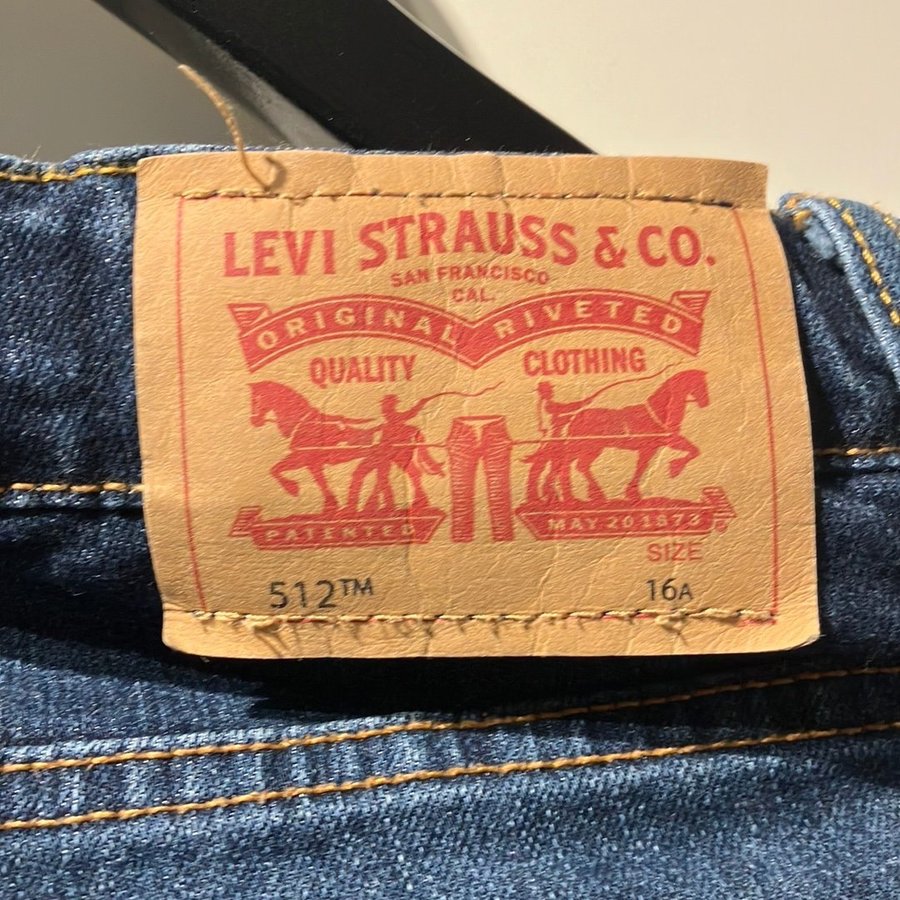 LEVI STRAUSS & CO.
SAN FRANCISCO
CAL.
ORIGINAL RIVETED
QUALITY CLOTHING
PATENTED MAY 20 1873 ®
SIZE
512™ 16A